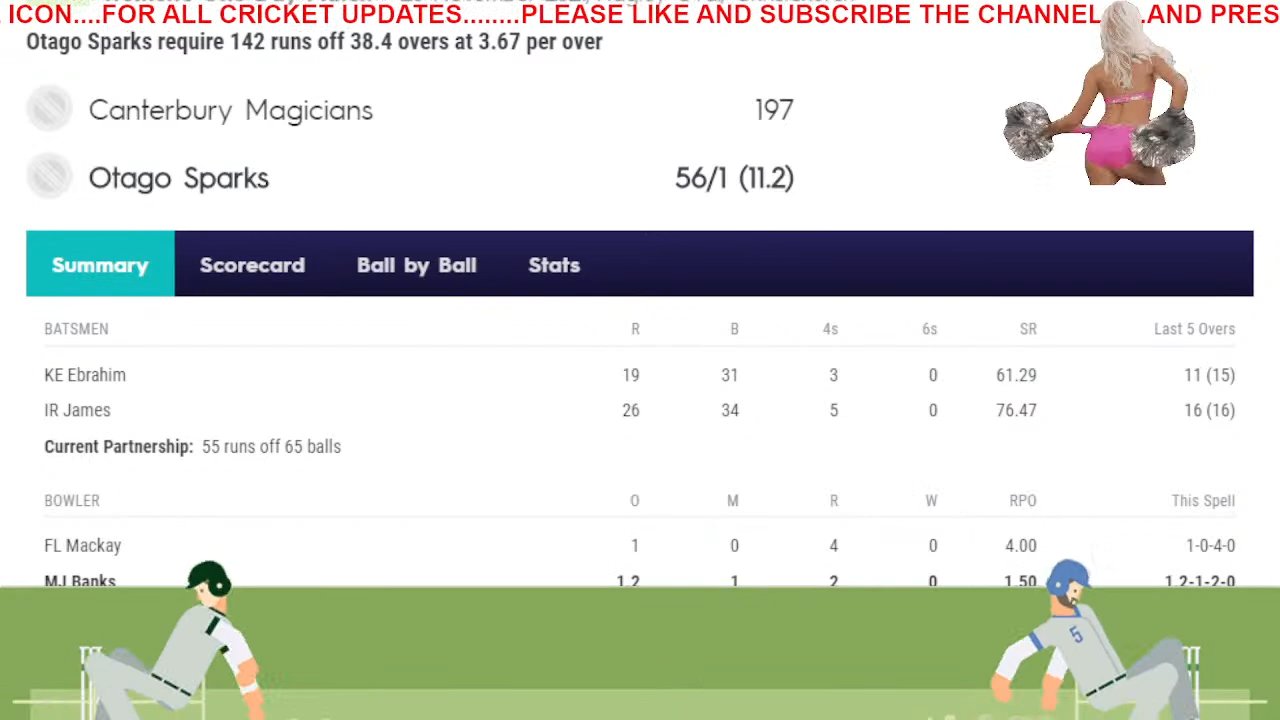 ICON....FOR ALL CRICKET UPDATES........PLEASE LIKE AND SUBSCRIBE THE CHANNEL AND PRES
Otago Sparks require 142 runs off 38.4 overs at 3.67 per over
Canterbury Magicians 197
Otago Sparks 56/1 (11.2)
Summary Scorecard Ball by Ball Stats
BATSMEN R B 4s 6s SR Last 5 Overs
KE Ebrahim 19 31 3 0 61.29 11 (15)
IR James 26 34 5 0 76.47 16 (16)
Current Partnership: 55 runs off 65 balls
BOWLER O M R W RPO This Spell
FL Mackay 1 0 4 0 4.00 1-0-4-0
MJ Banks 1.2 1 2 0 1.50 1.2-1-2-0
5